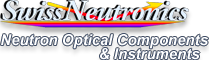 SwissNeutronics
Neutron Optical Components
& Instruments